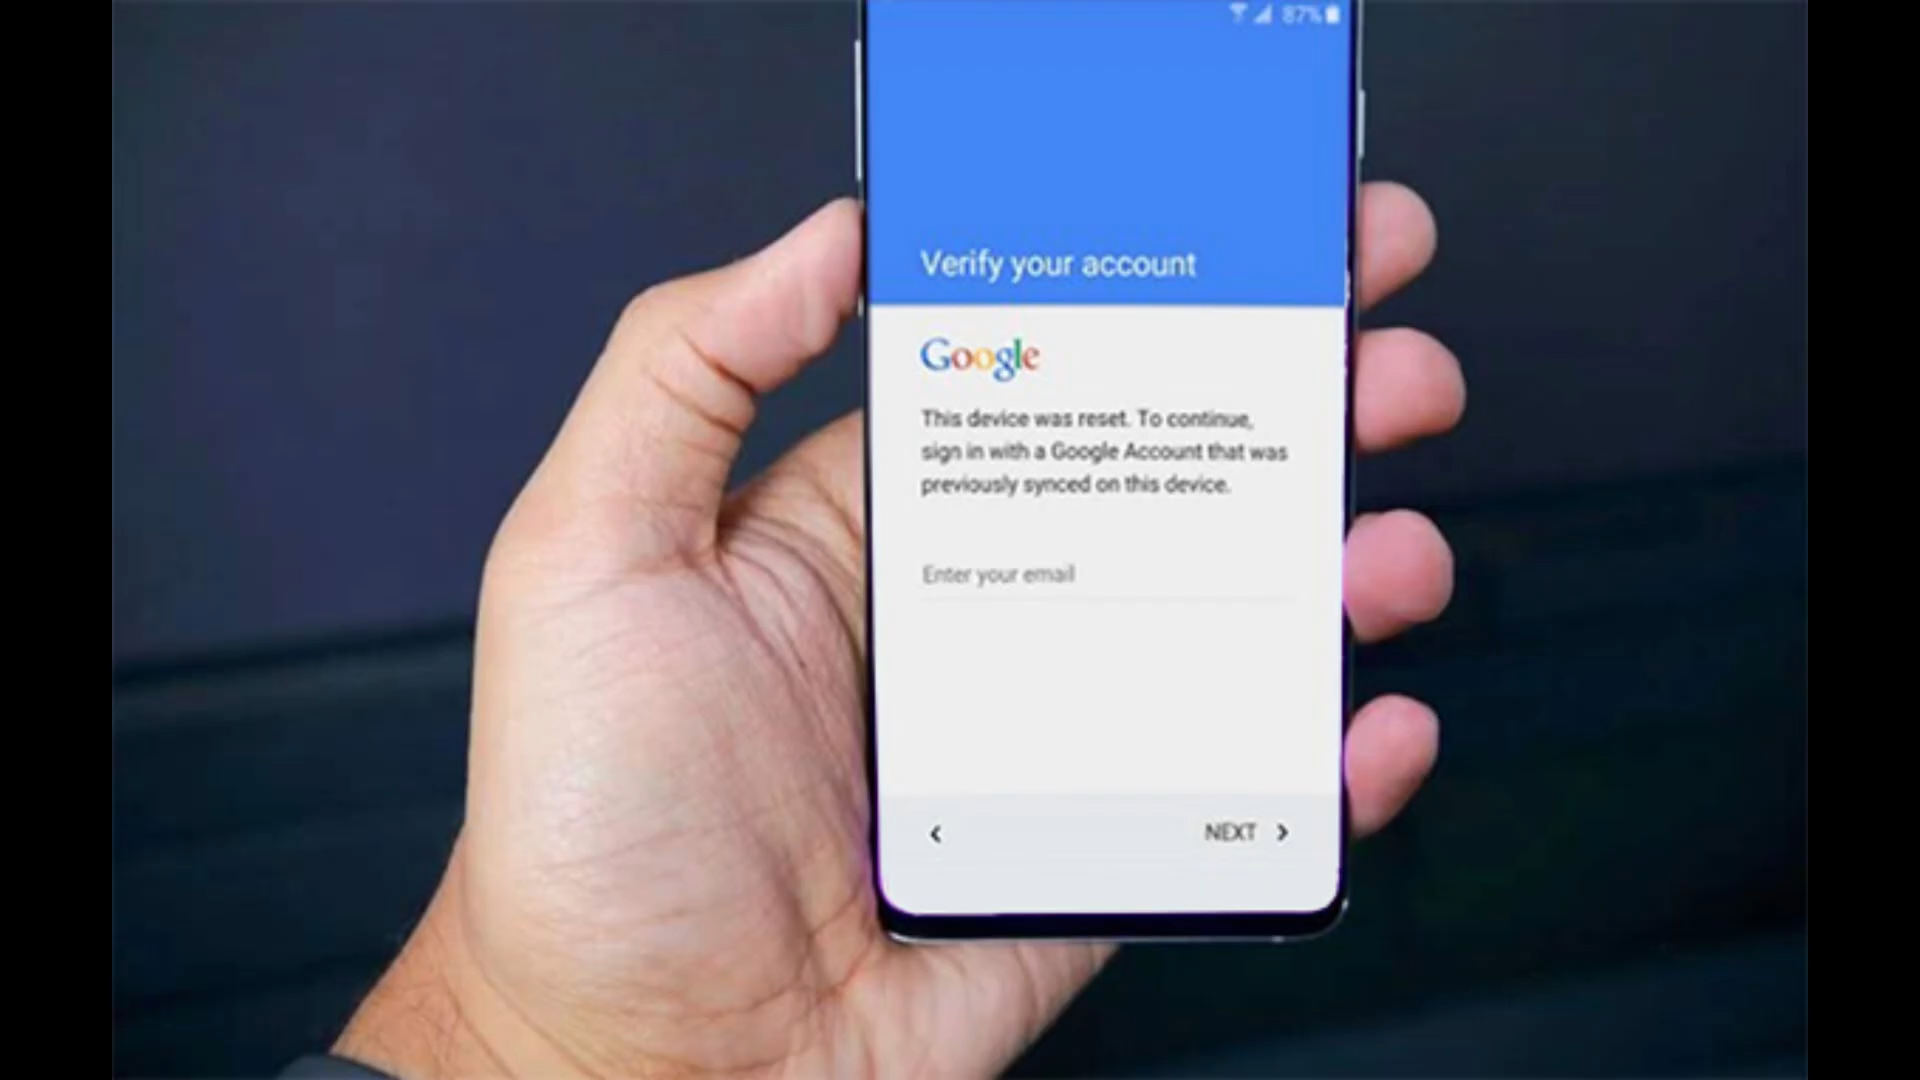 87%
Verify your account
Google
This device was reset. To continue,
sign in with a Google Account that was
previously synced on this device.
Enter your email
NEXT